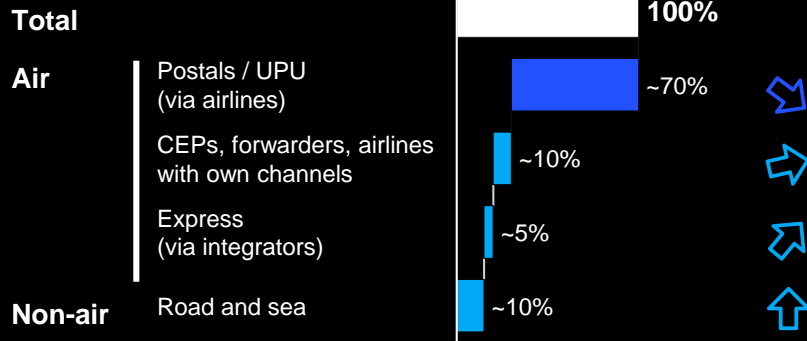 Total
100%
Air
Postals / UPU
(via airlines)
~70%
CEPs, forwarders, airlines
with own channels
~10%
Express
(via integrators)
~5%
Non-air
Road and sea
~10%